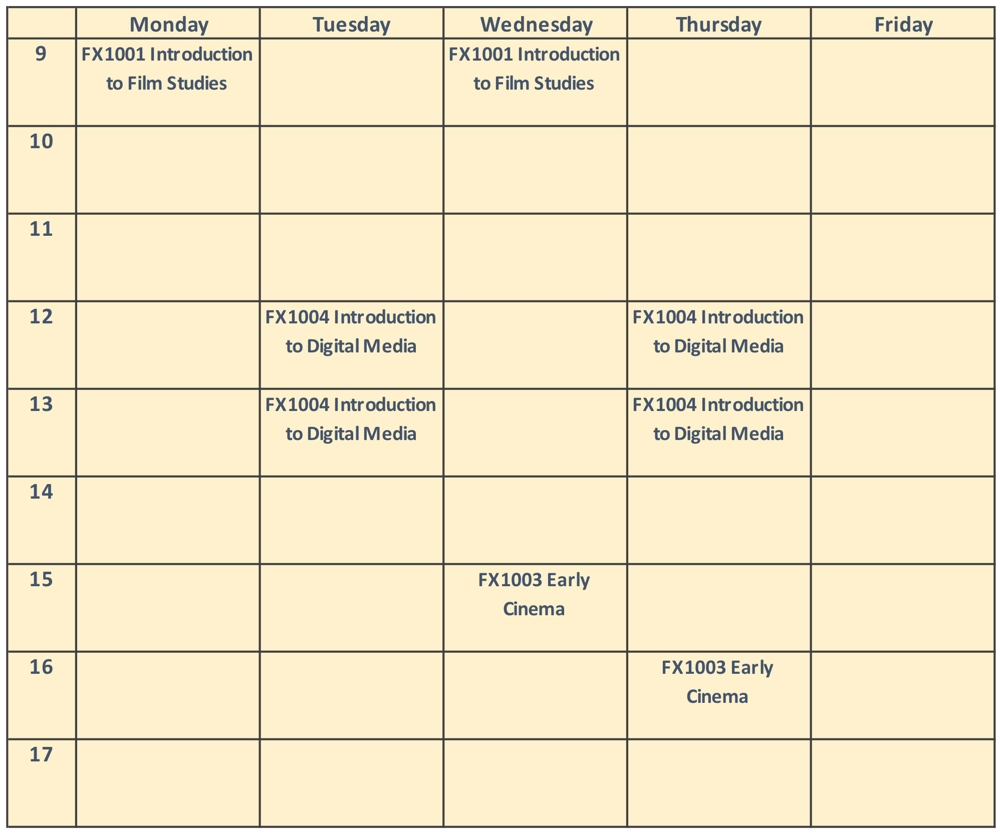 Monday Tuesday Wednesday Thursday Friday
9 FX1001 Introduction FX1001 Introduction
to Film Studies to Film Studies
10
11
12 FX1004 Introduction FX1004 Introduction
to Digital Media to Digital Media
13 FX1004 Introduction FX1004 Introduction
to Digital Media to Digital Media
14
15 FX1003 Early
Cinema
16 FX1003 Early
Cinema
17